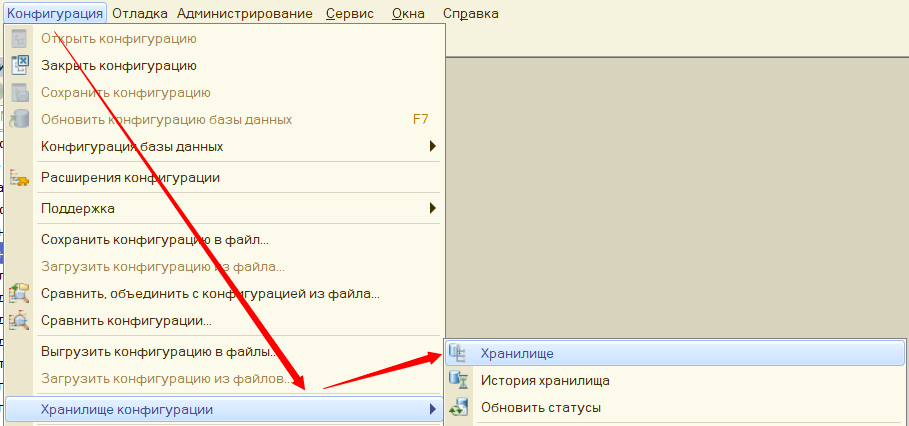 Конфигурация Отладка Администрирование Сервис Окна Справка
Открыть конфигурацию
Закрыть конфигурацию
Сохранить конфигурацию
Обновить конфигурацию базы данных F7
Конфигурация базы данных
Расширения конфигурации
Поддержка
Сохранить конфигурацию в файл...
Загрузить конфигурацию из файла...
Сравнить, объединить с конфигурацией из файла...
Сравнить конфигурации...
Выгрузить конфигурацию в файлы...
Хранилище
Загрузить конфигурацию из файлов...
История хранилища
Хранилище конфигурации
Обновить статусы